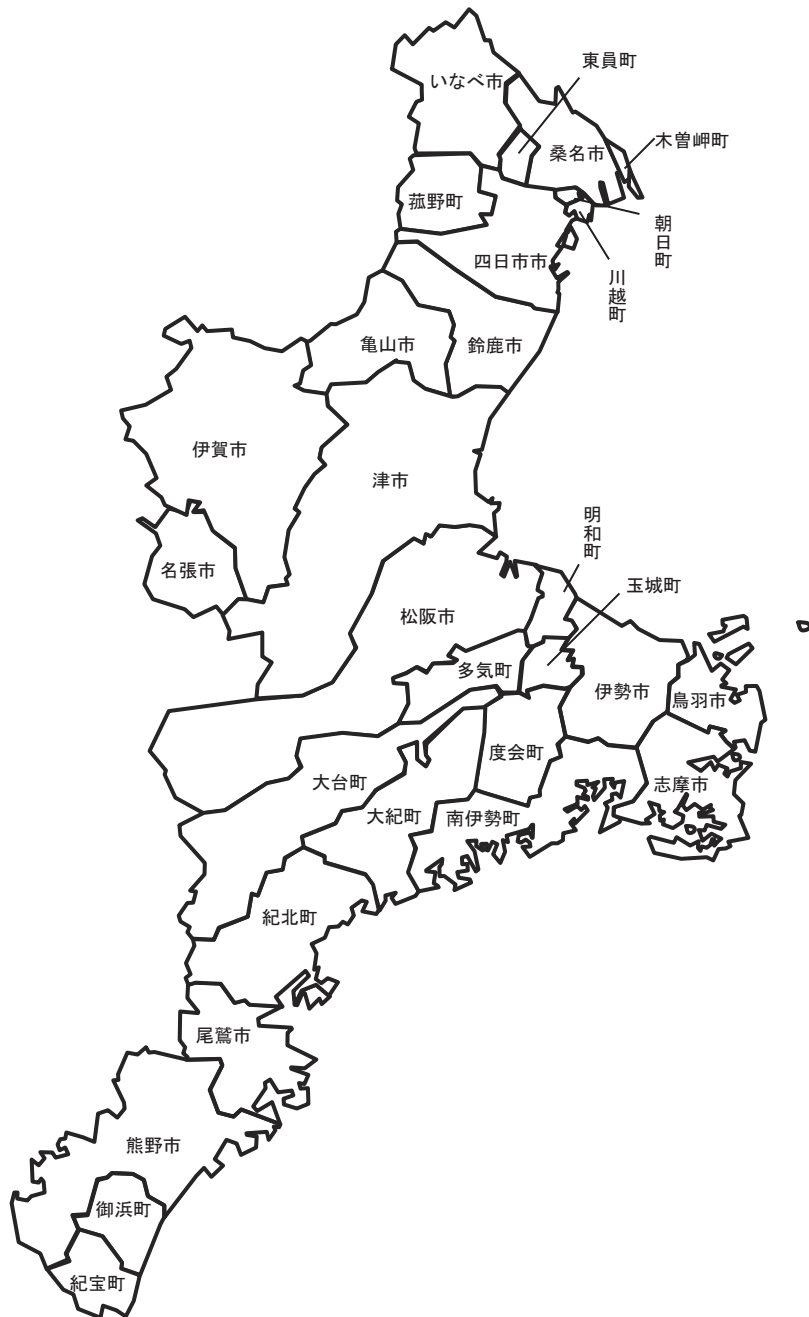 東員町
いなべ市
木曽岬町
桑名市
菰野町
朝日町
四日市市
川越町
亀山市
鈴鹿市
伊賀市
津市
明和町
名張市
玉城町
松阪市
多気町
伊勢市
鳥羽市
度会町
大台町
志摩市
大紀町
南伊勢町
紀北町
尾鷲市
熊野市
御浜町
紀宝町